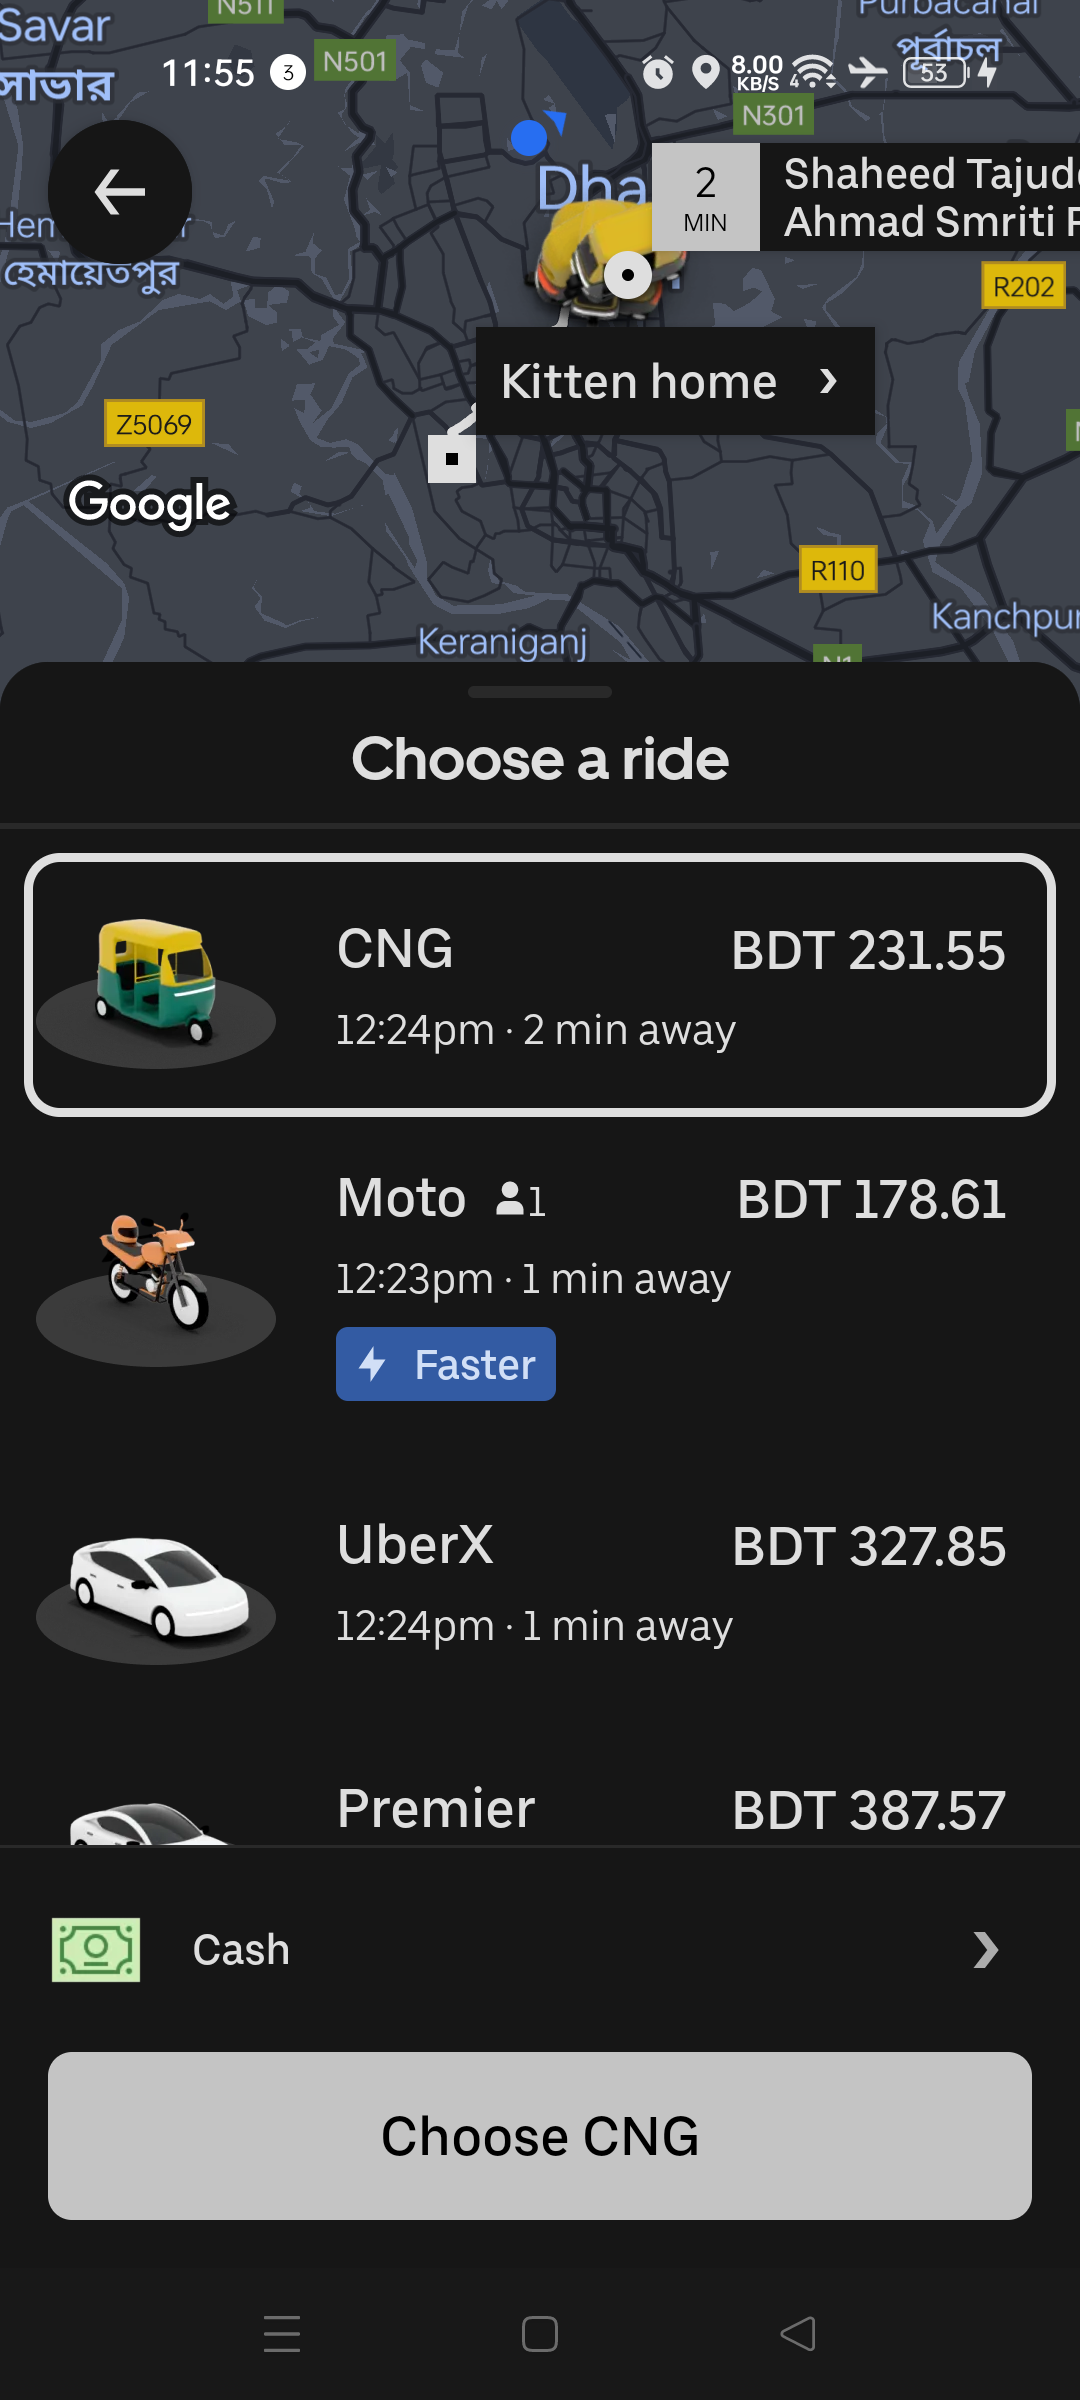 N511
Savar
সাভার
Purbachal
পূর্বাচল
11:55
3
N501
8.00
KB/S
4
53
N301
Dha
2
MIN
Shaheed Tajudd
Ahmad Smriti P
হেমায়েতপুর
R202
Kitten home
Z5069
Google
R110
Kanchpur
Keraniganj
N1
Choose a ride
CNG BDT 231.55
12:24pm · 2 min away
Moto 1 BDT 178.61
12:23pm · 1 min away
Faster
UberX BDT 327.85
12:24pm · 1 min away
Premier BDT 387.57
Cash
Choose CNG